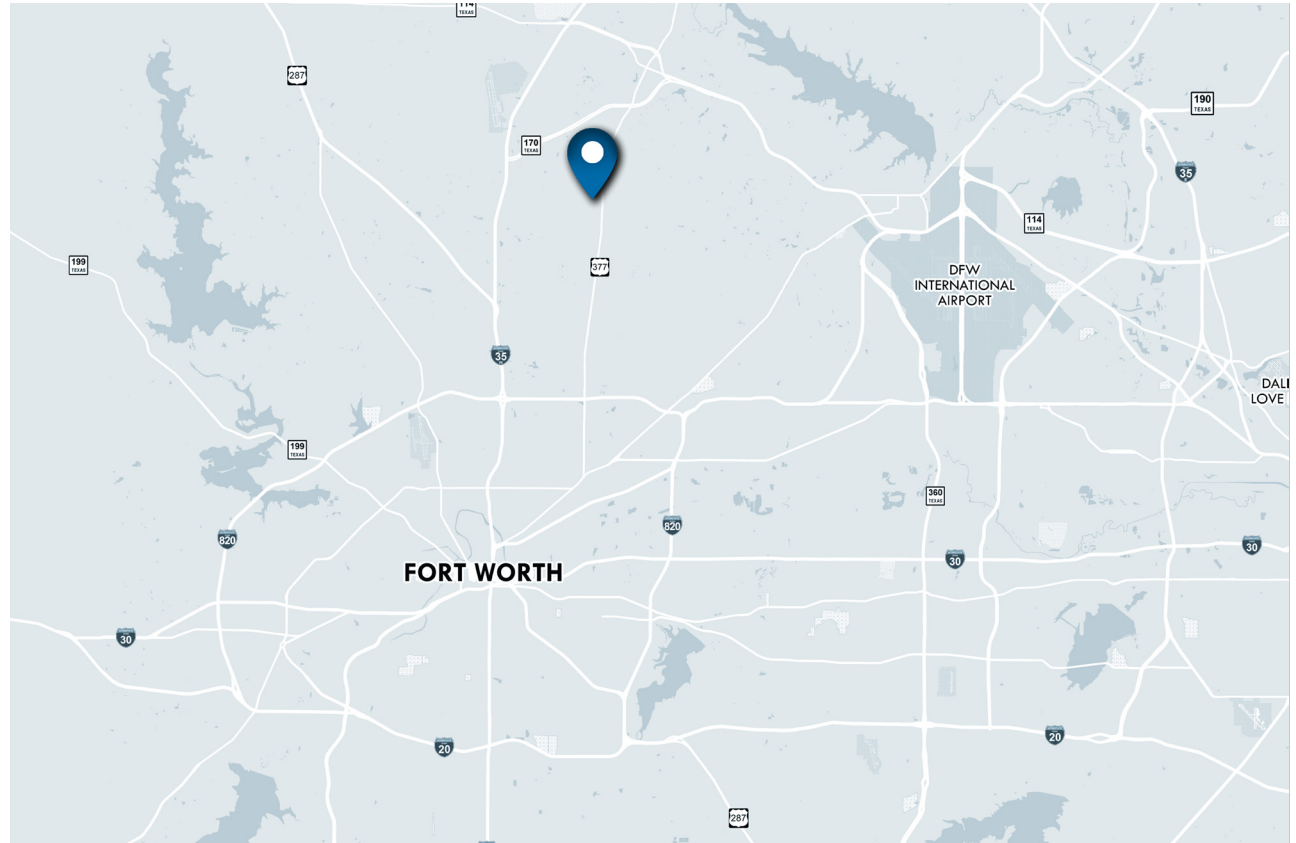 114
TEXAS
287
190
TEXAS
170
TEXAS
35
114
TEXAS
199
TEXAS
377
DFW
INTERNATIONAL
AIRPORT
35
DAL
LOVE
199
TEXAS
360
TEXAS
820
820
30
30
FORT WORTH
30
20
20
287